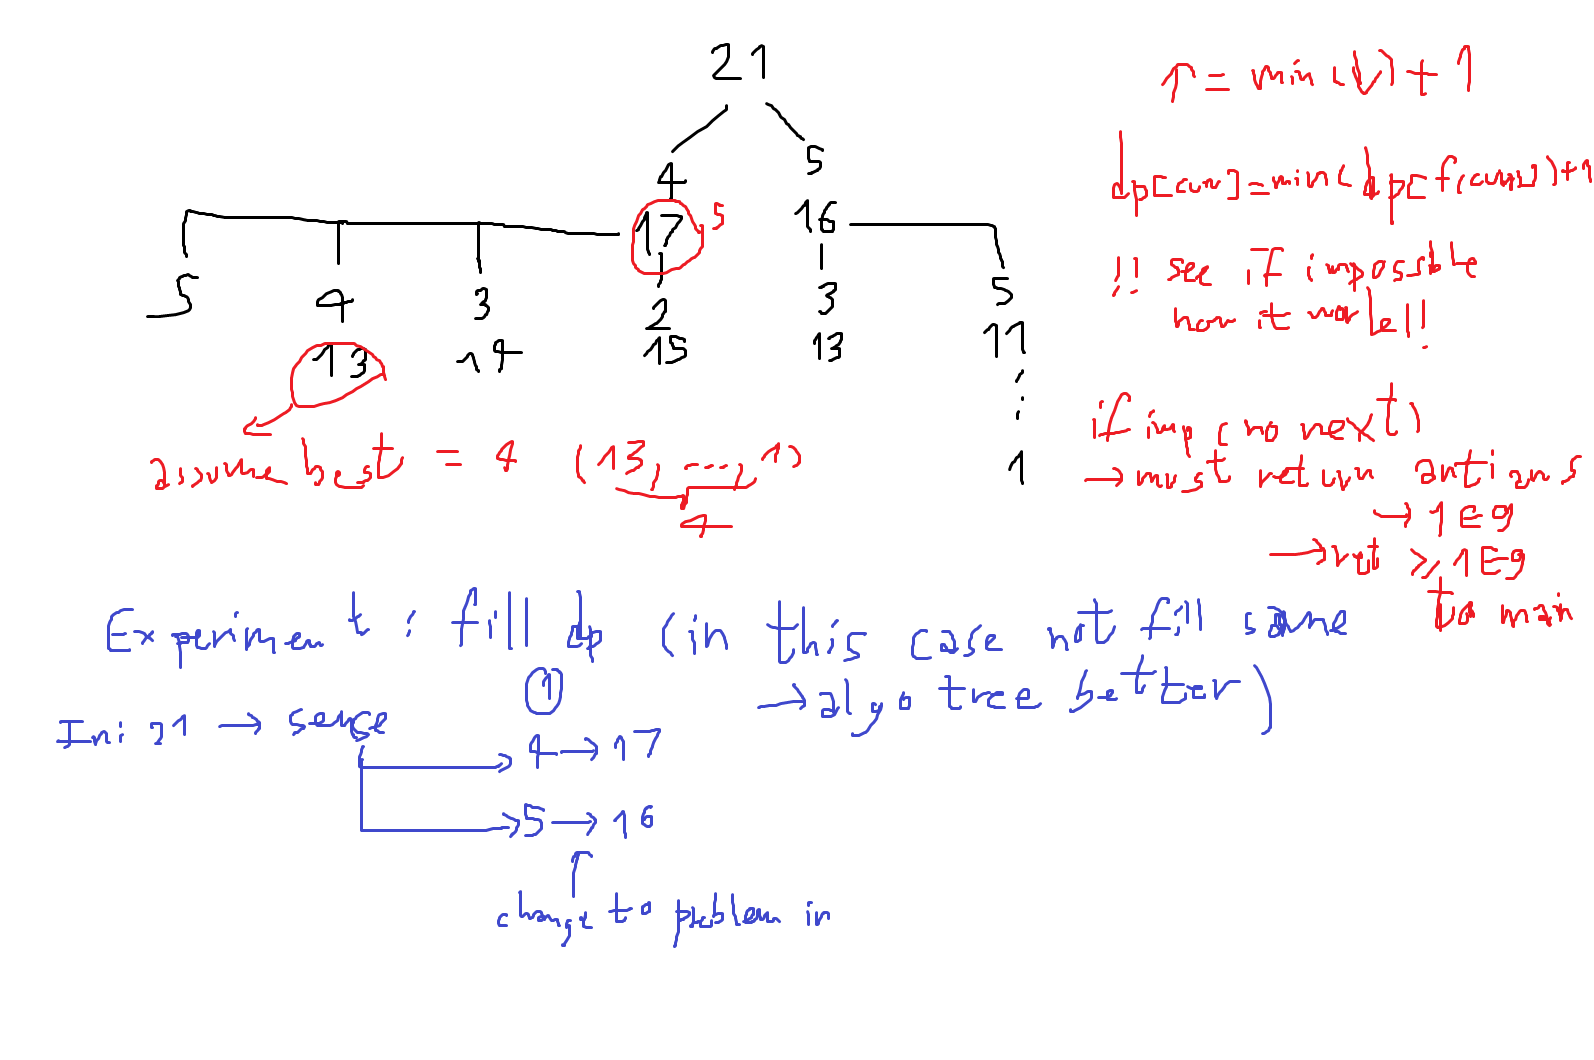 21
4 5
17 5 16
5 4 3 2 3 5
13 14 15 13 11
1
↑ = min(↓) + 1
dp[cur] = min(dp[f(cur)]) + 1
!! see if impossble
how it work!!
if imp (no next)
→ must return antians
→ 1E9
→ ret ≥ 1E9
to main
assume best = 4 (13, ..., 1)
4
Experiment : fill dp (in this case not fill same
→ algo tree better)
①
Ini 21 → sense
4 → 17
5 → 16
change to problem in